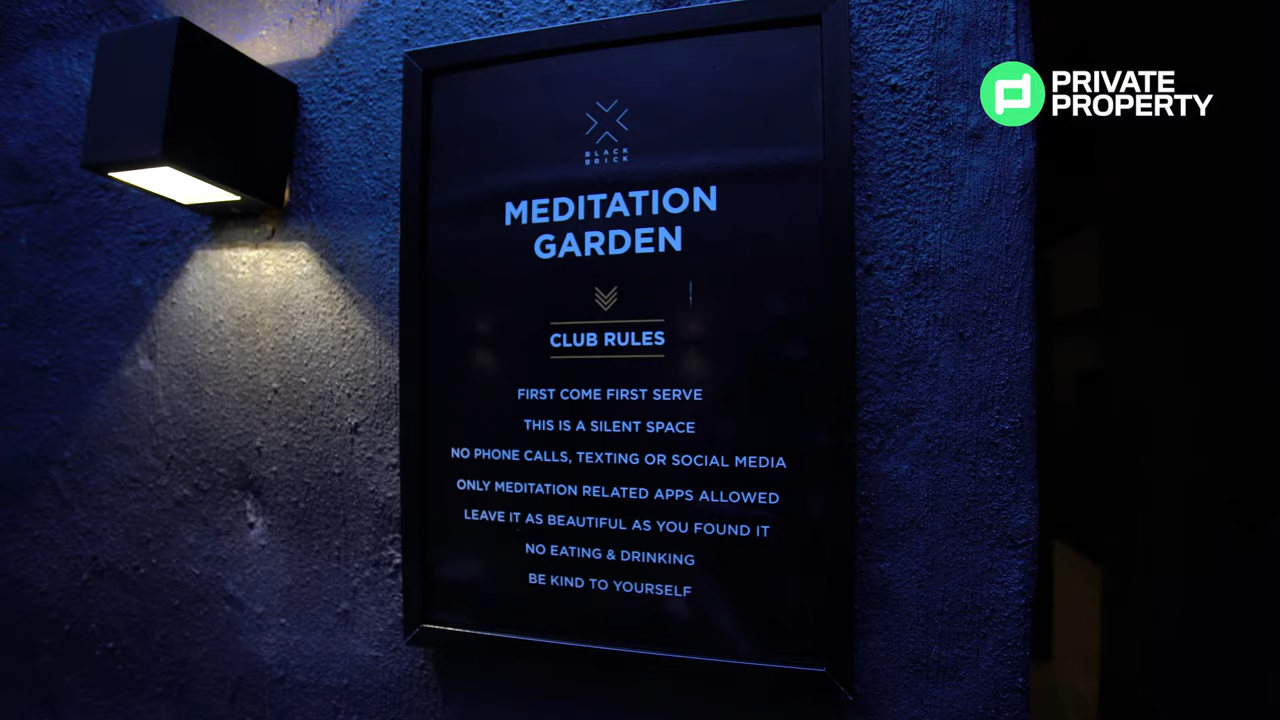 PRIVATE
PROPERTY
BLACK
BRICK
MEDITATION
GARDEN
CLUB RULES
FIRST COME FIRST SERVE
THIS IS A SILENT SPACE
NO PHONE CALLS, TEXTING OR SOCIAL MEDIA
ONLY MEDITATION RELATED APPS ALLOWED
LEAVE IT AS BEAUTIFUL AS YOU FOUND IT
NO EATING & DRINKING
BE KIND TO YOURSELF